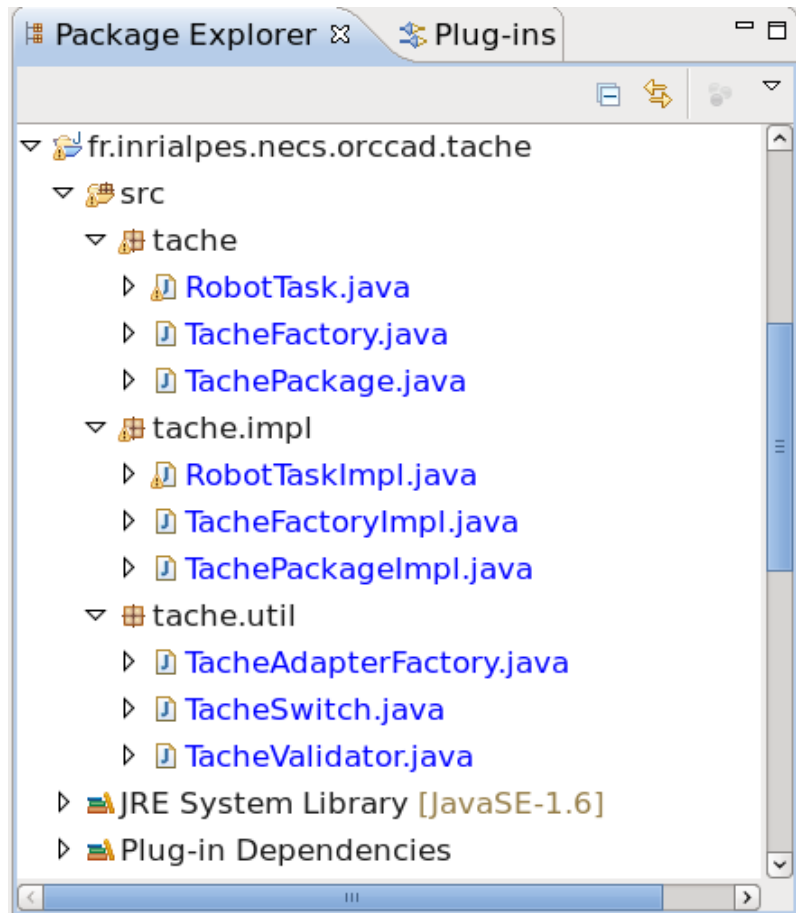 Package Explorer Plug-ins
fr.inrialpes.necs.orccad.tache
src
tache
RobotTask.java
TacheFactory.java
TachePackage.java
tache.impl
RobotTaskImpl.java
TacheFactoryImpl.java
TachePackageImpl.java
tache.util
TacheAdapterFactory.java
TacheSwitch.java
TacheValidator.java
JRE System Library [JavaSE-1.6]
Plug-in Dependencies